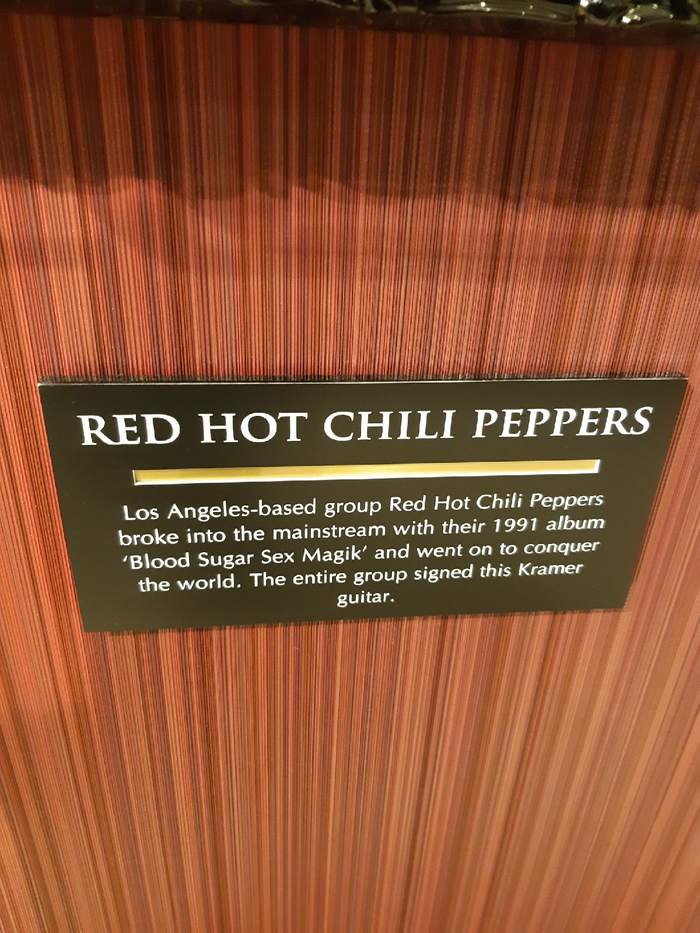 RED HOT CHILI PEPPERS
Los Angeles-based group Red Hot Chili Peppers
broke into the mainstream with their 1991 album
‘Blood Sugar Sex Magik’ and went on to conquer
the world. The entire group signed this Kramer
guitar.